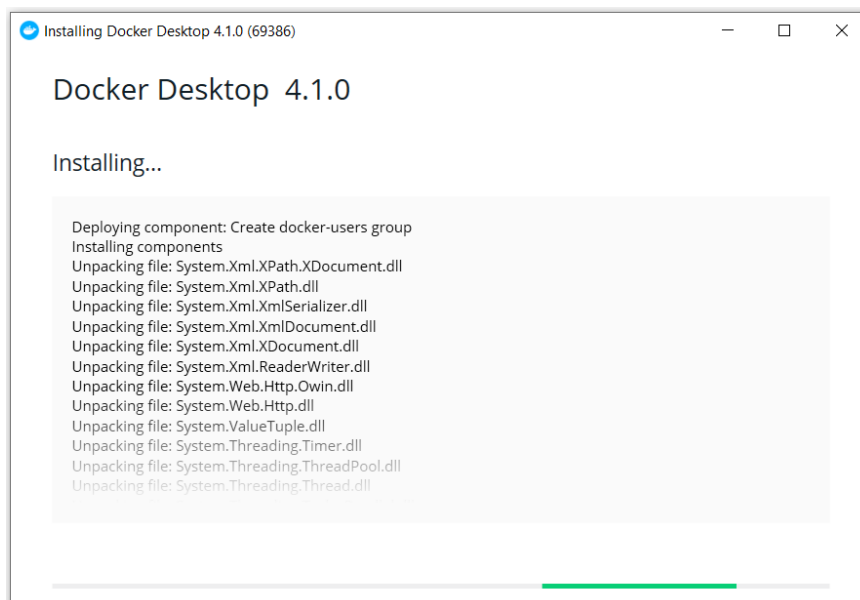 Installing Docker Desktop 4.1.0 (69386)
Docker Desktop 4.1.0
Installing...
Deploying component: Create docker-users group
Installing components
Unpacking file: System.Xml.XPath.XDocument.dll
Unpacking file: System.Xml.XPath.dll
Unpacking file: System.Xml.XmlSerializer.dll
Unpacking file: System.Xml.XmlDocument.dll
Unpacking file: System.Xml.XDocument.dll
Unpacking file: System.Xml.ReaderWriter.dll
Unpacking file: System.Web.Http.Owin.dll
Unpacking file: System.Web.Http.dll
Unpacking file: System.ValueTuple.dll
Unpacking file: System.Threading.Timer.dll
Unpacking file: System.Threading.ThreadPool.dll
Unpacking file: System.Threading.Thread.dll